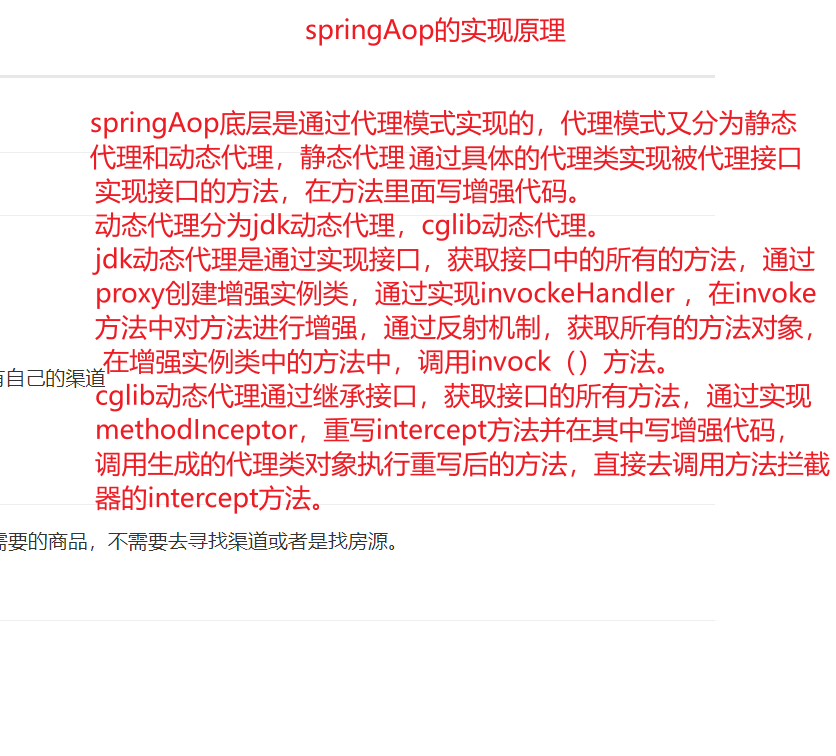 springAop的实现原理
springAop底层是通过代理模式实现的，代理模式又分为静态
代理和动态代理，静态代理通过具体的代理类实现被代理接口
实现接口的方法，在方法里面写增强代码。
动态代理分为jdk动态代理，cglib动态代理。
jdk动态代理是通过实现接口，获取接口中的所有的方法，通过
proxy创建增强实例类，通过实现invockeHandler ，在invoke
方法中对方法进行增强，通过反射机制，获取所有的方法对象，
在增强实例类中的方法中，调用invock（）方法。
有自己的渠道
cglib动态代理通过继承接口，获取接口的所有方法，通过实现
methodInceptor，重写intercept方法并在其中写增强代码，
调用生成的代理类对象执行重写后的方法，直接去调用方法拦截
器的intercept方法。
需要的商品，不需要去寻找渠道或者是找房源。